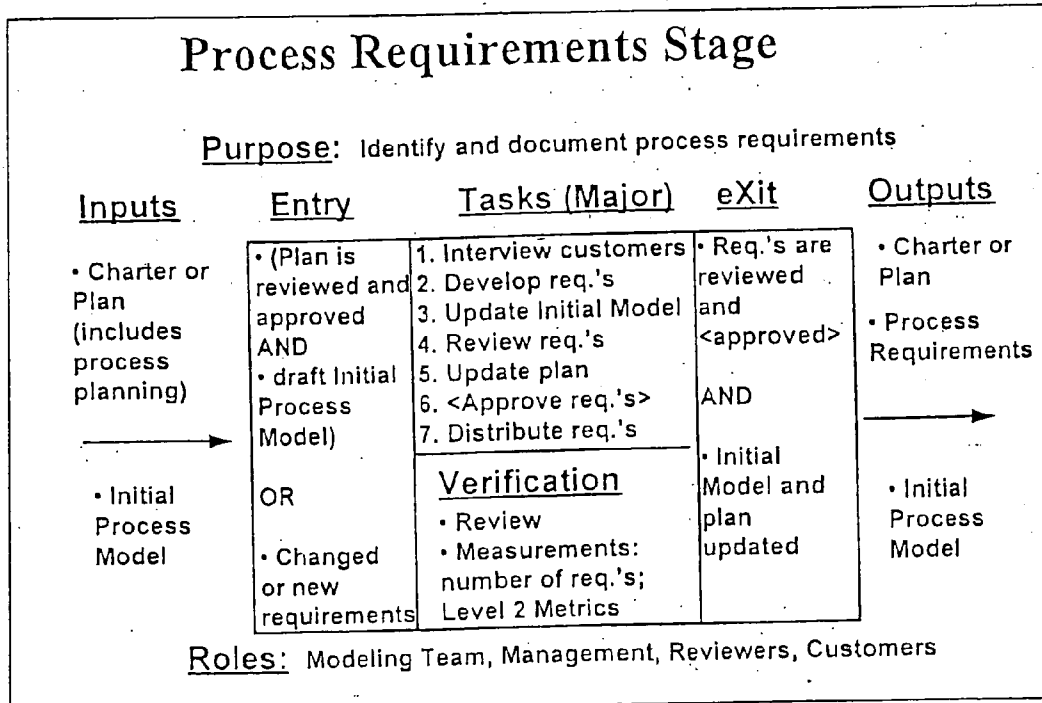 Process Requirements Stage
Purpose: Identify and document process requirements
Inputs
• Charter or
Plan
(includes
process
planning)
• Initial
Process
Model
Entry
• (Plan is
reviewed and
approved
AND
• draft Initial
Process
Model)
OR
• Changed
or new
requirements
Tasks (Major)
1. Interview customers
2. Develop req.'s
3. Update Initial Model
4. Review req.'s
5. Update plan
6. <Approve req.'s>
7. Distribute req.'s
Verification
• Review
• Measurements:
number of req.'s;
Level 2 Metrics
eXit
• Req.'s are
reviewed
and
<approved>
AND
• Initial
Model and
plan
updated
Outputs
• Charter or
Plan
• Process
Requirements
• Initial
Process
Model
Roles: Modeling Team, Management, Reviewers, Customers